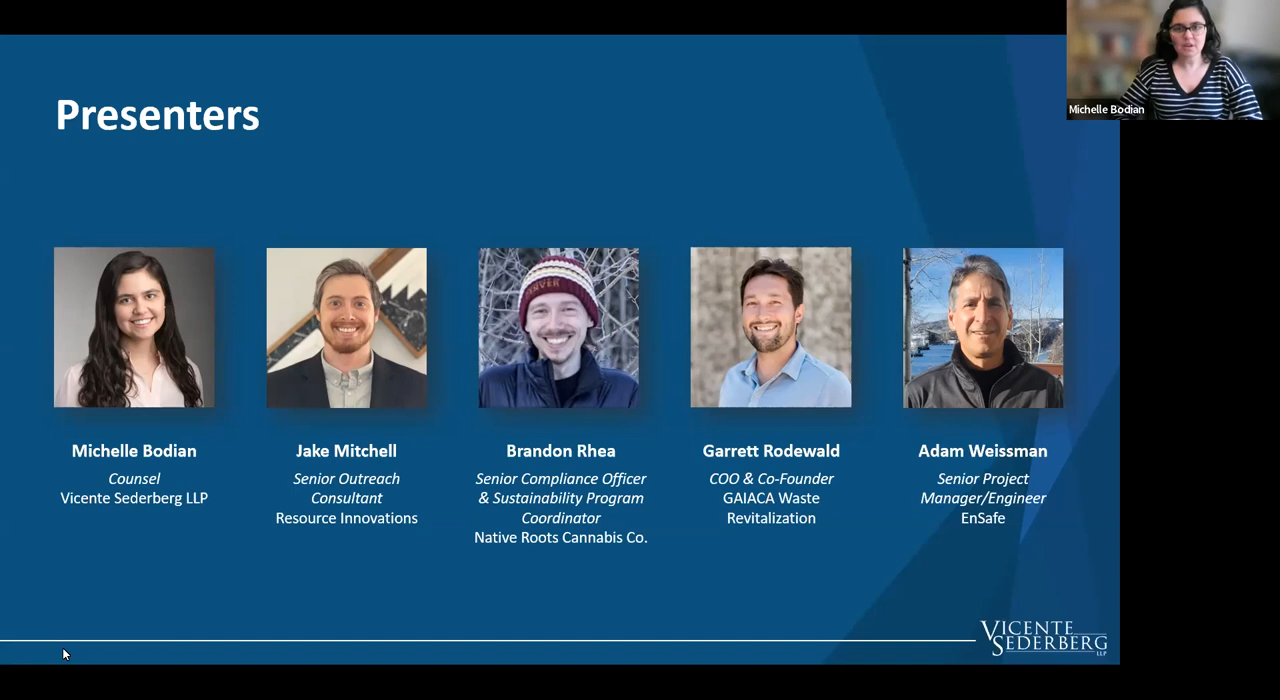 Presenters
Michelle Bodian
Michelle Bodian
Counsel
Vicente Sederberg LLP
Jake Mitchell
Senior Outreach
Consultant
Resource Innovations
DENVER
Brandon Rhea
Senior Compliance Officer
& Sustainability Program
Coordinator
Native Roots Cannabis Co.
Garrett Rodewald
COO & Co-Founder
GAIACA Waste
Revitalization
Adam Weissman
Senior Project
Manager/Engineer
EnSafe
VICENTE
SEDERBERG
LLP